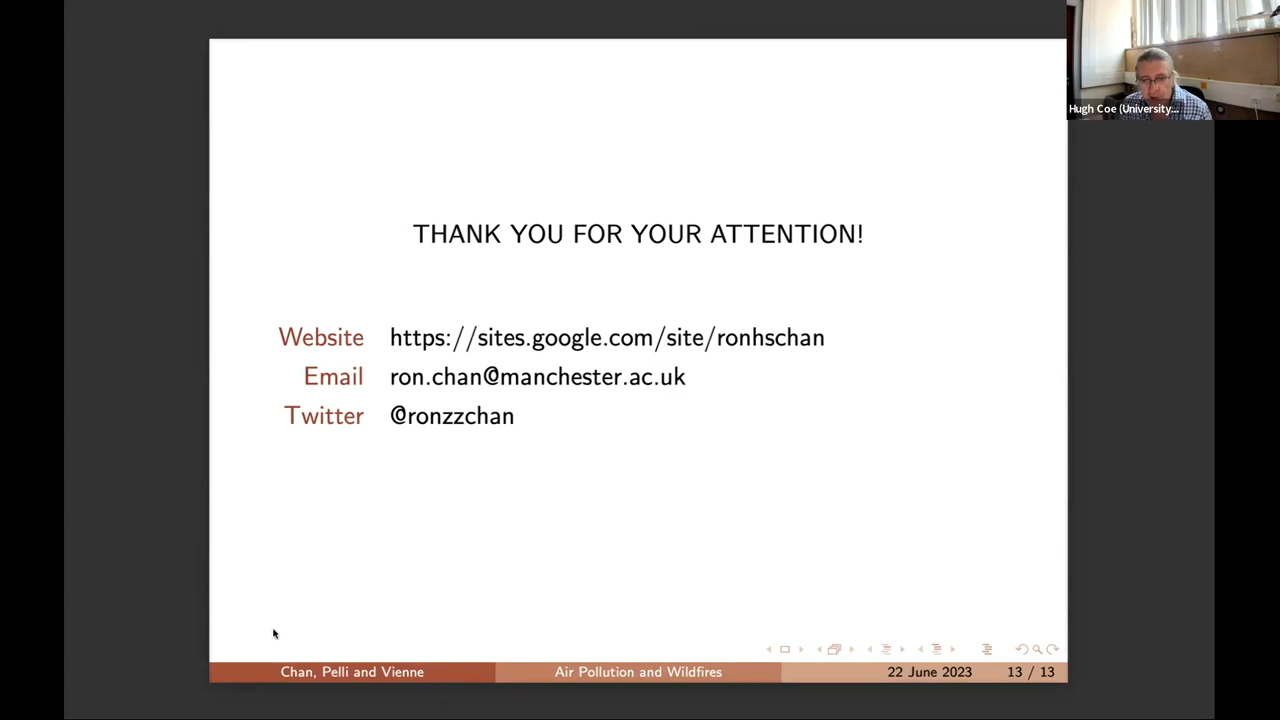 Hugh Coe (University...
THANK YOU FOR YOUR ATTENTION!
Website https://sites.google.com/site/ronhschan
Email ron.chan@manchester.ac.uk
Twitter @ronzzchan
Chan, Pelli and Vienne Air Pollution and Wildfires 22 June 2023 13 / 13